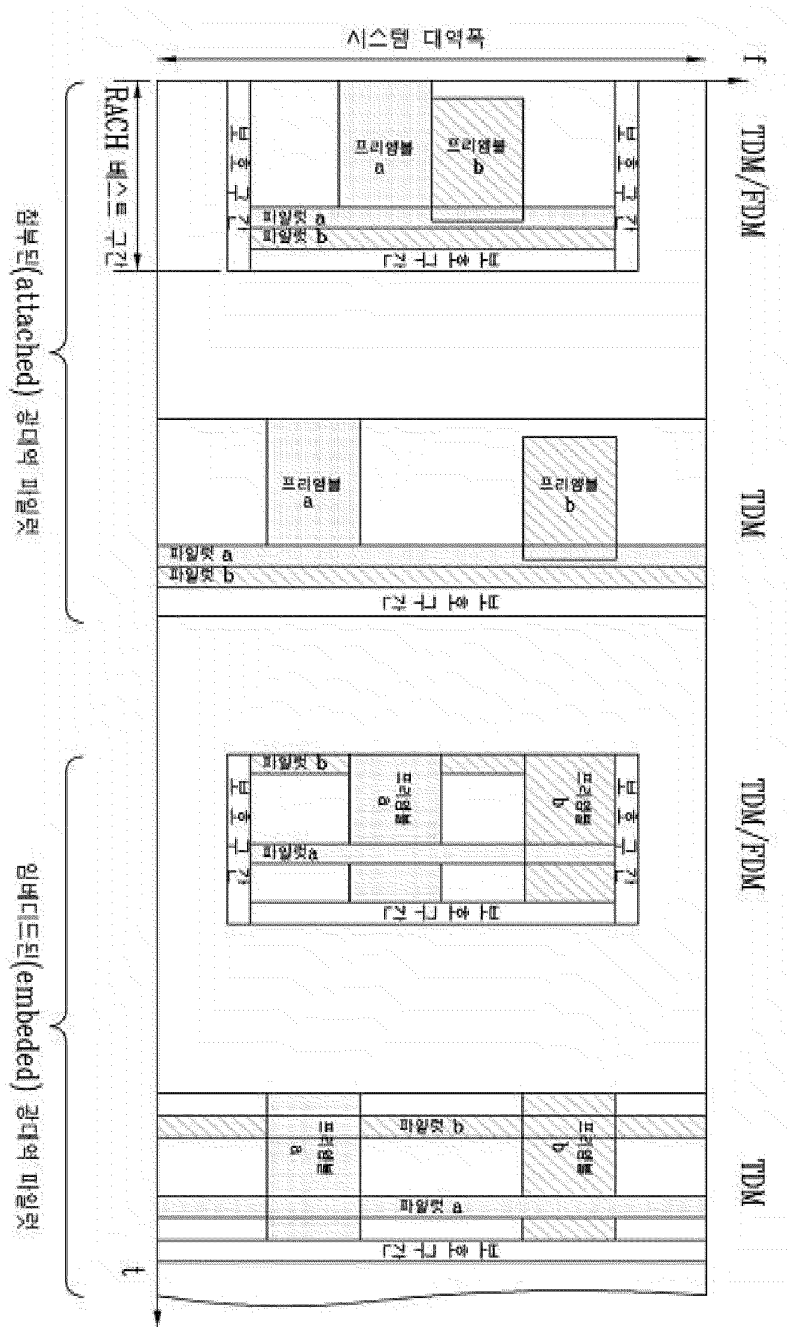 시스템 대역폭
f
TDM/FDM
RACH 버스트 구간
보호구간
프리앰블
a
프리앰블
b
보호구간
파일럿 a
파일럿 b
보호구간
첨부된(attached) 광대역 파일럿
TDM
프리앰블
a
프리앰블
b
파일럿 a
파일럿 b
보호구간
TDM/FDM
보호구간
파일럿 b
프리앰블
a
프리앰블
b
보호구간
파일럿a
보호구간
임베디드된(embeded) 광대역 파일럿
TDM
프리앰블
a
파일럿 b
프리앰블
b
파일럿 a
보호구간
t